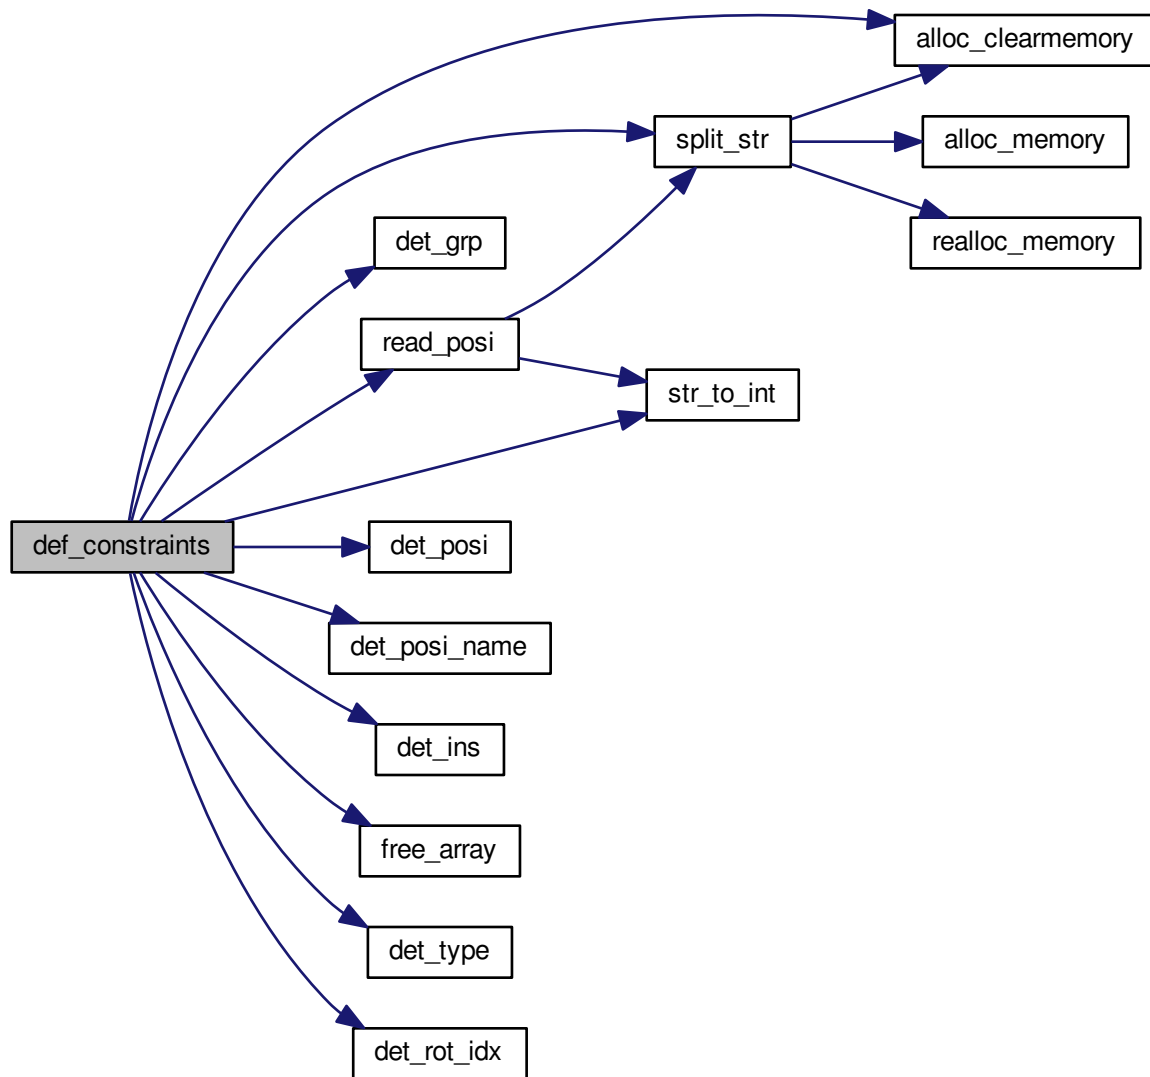 alloc_clearmemory
split_str
alloc_memory
det_grp
realloc_memory
read_posi
str_to_int
def_constraints
det_posi
det_posi_name
det_ins
free_array
det_type
det_rot_idx